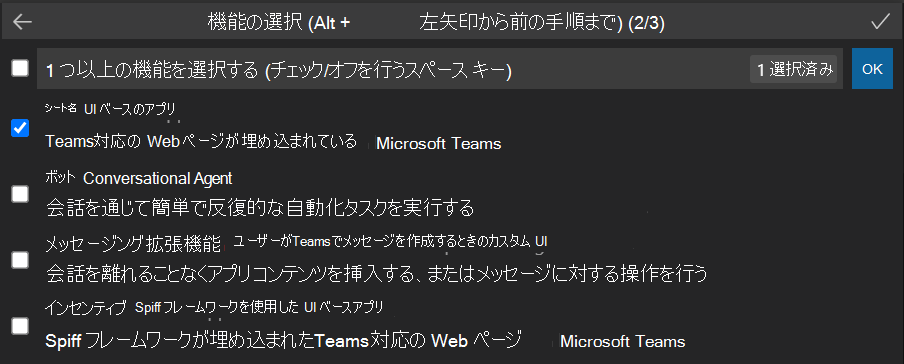 機能の選択 (Alt + 左矢印から前の手順まで) (2/3)
1 つ以上の機能を選択する (チェック/オフを行うスペース キー) 1 選択済み OK
シート名 UI ベースのアプリ
Teams対応の Webページが埋め込まれている Microsoft Teams
ボット Conversational Agent
会話を通じて簡単で反復的な自動化タスクを実行する
メッセージング拡張機能 ユーザーがTeamsでメッセージを作成するときのカスタム UI
会話を離れることなくアプリコンテンツを挿入する、またはメッセージに対する操作を行う
インセンティブ Spiff フレームワークを使用した UI ベースアプリ
Spiff フレームワークが埋め込まれたTeams対応の Web ページ Microsoft Teams